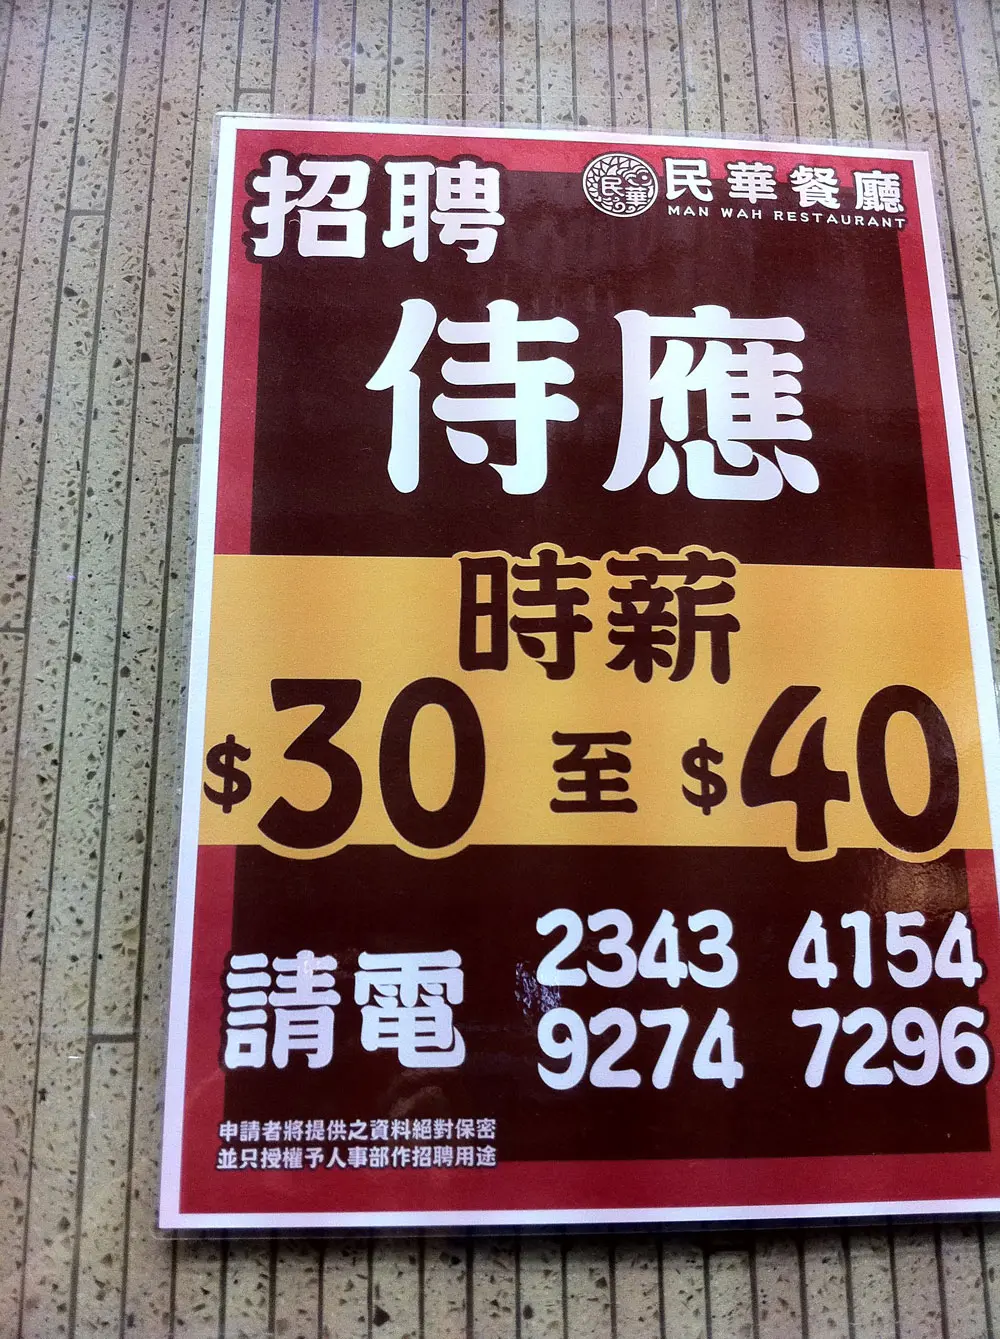 招聘
民華
民華餐廳
MAN WAH RESTAURANT
侍應
時薪
$30至$40
請電
2343 4154
9274 7296
申請者將提供之資料絕對保密
並只授權予人事部作招聘用途